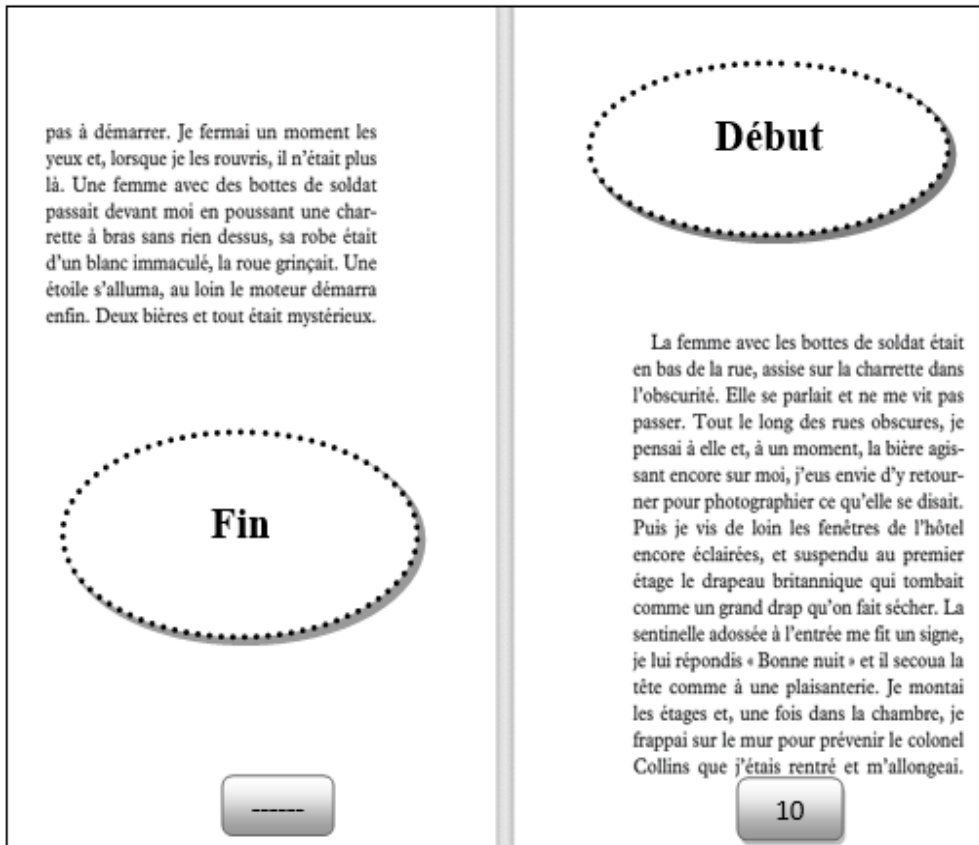 pas à démarrer. Je fermai un moment les
yeux et, lorsque je les rouvris, il n'était plus
là. Une femme avec des bottes de soldat
passait devant moi en poussant une char-
rette à bras sans rien dessus, sa robe était
d'un blanc immaculé, la roue grinçait. Une
étoile s'alluma, au loin le moteur démarra
enfin. Deux bières et tout était mystérieux.
Fin
------
Début
La femme avec les bottes de soldat était
en bas de la rue, assise sur la charrette dans
l'obscurité. Elle se parlait et ne me vit pas
passer. Tout le long des rues obscures, je
pensai à elle et, à un moment, la bière agis-
sant encore sur moi, j'eus envie d'y retour-
ner pour photographier ce qu'elle se disait.
Puis je vis de loin les fenêtres de l'hôtel
encore éclairées, et suspendu au premier
étage le drapeau britannique qui tombait
comme un grand drap qu'on fait sécher. La
sentinelle adossée à l'entrée me fit un signe,
je lui répondis « Bonne nuit » et il secoua la
tête comme à une plaisanterie. Je montai
les étages et, une fois dans la chambre, je
frappai sur le mur pour prévenir le colonel
Collins que j'étais rentré et m'allongeai.
10